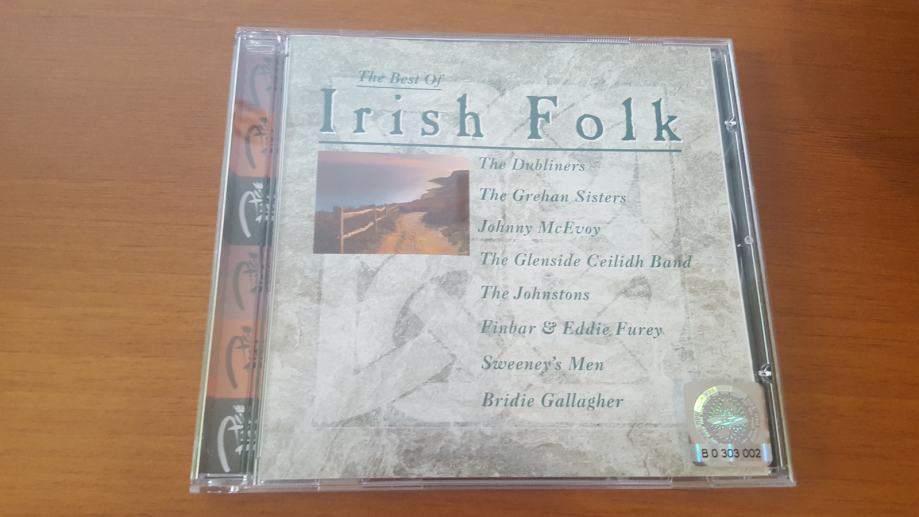 The Best Of
Irish Folk
The Dubliners
The Grehan Sisters
Johnny McEvoy
The Glenside Ceilidh Band
The Johnstons
Finbar & Eddie Furey
Sweeney's Men
Bridie Gallagher
B 0 303 002